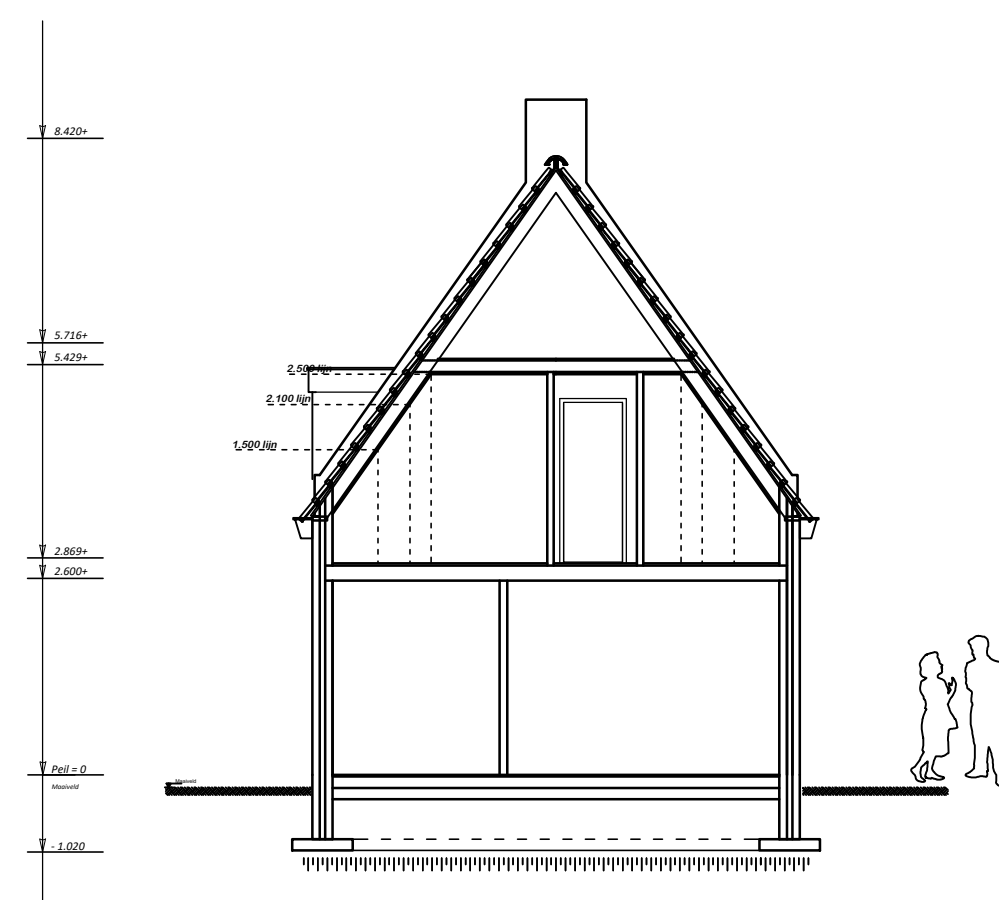 8.420+
5.716+
5.429+
2.500 lijn
2.100 lijn
1.500 lijn
2.869+
2.600+
Peil = 0
Maaiveld
Maaiveld
- 1.020